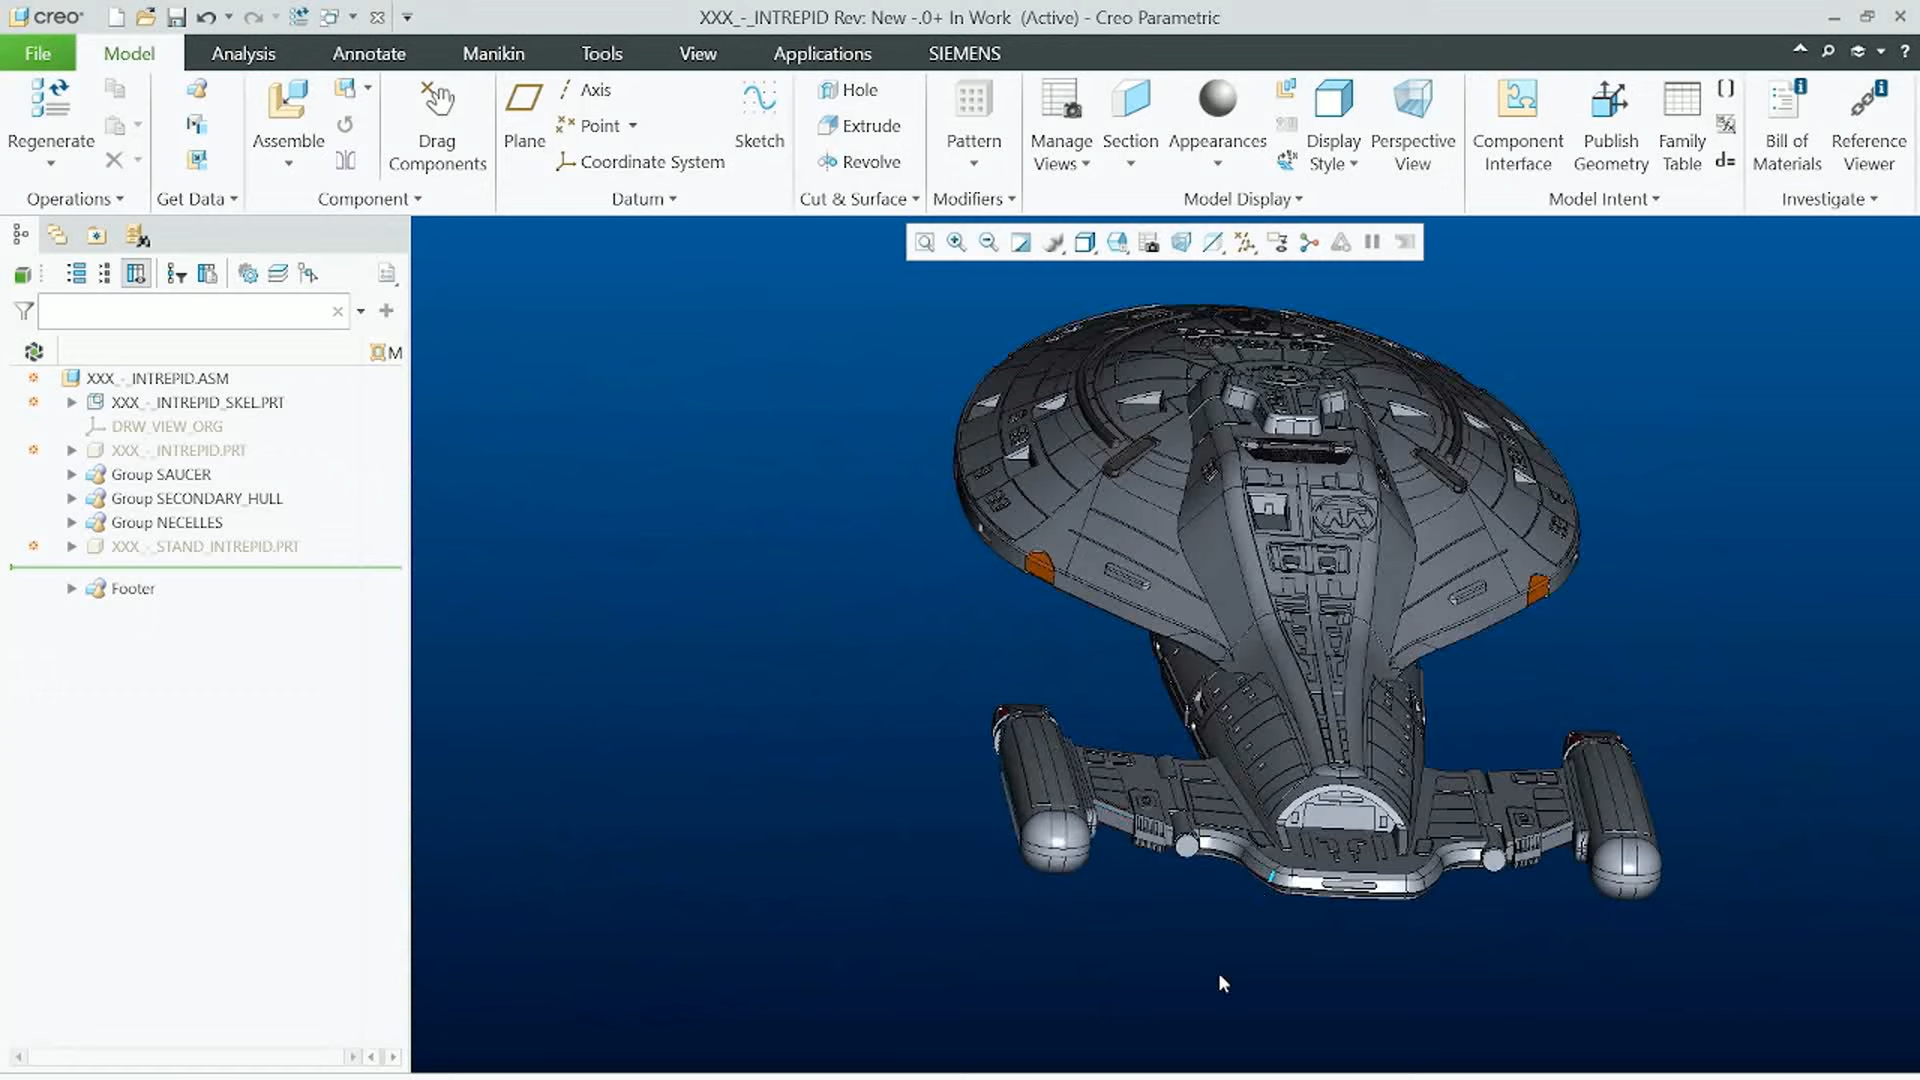 creo
XXX_-_INTREPID Rev: New -.0+ In Work (Active) - Creo Parametric
File Model Analysis Annotate Manikin Tools View Applications SIEMENS
Regenerate
Operations
Get Data
Assemble
Drag Components
Component
Plane
Axis
Point
Coordinate System
Sketch
Datum
Hole
Extrude
Revolve
Cut & Surface
Pattern
Modifiers
Manage Views
Section
Appearances
Display Style
Perspective View
Model Display
Component Interface
Publish Geometry
Family Table
d=
Model Intent
Bill of Materials
Reference Viewer
Investigate
M
XXX_-_INTREPID.ASM
XXX_-_INTREPID_SKEL.PRT
DRW_VIEW_ORG
XXX_-_INTREPID.PRT
Group SAUCER
Group SECONDARY_HULL
Group NECELLES
XXX_-_STAND_INTREPID.PRT
Footer